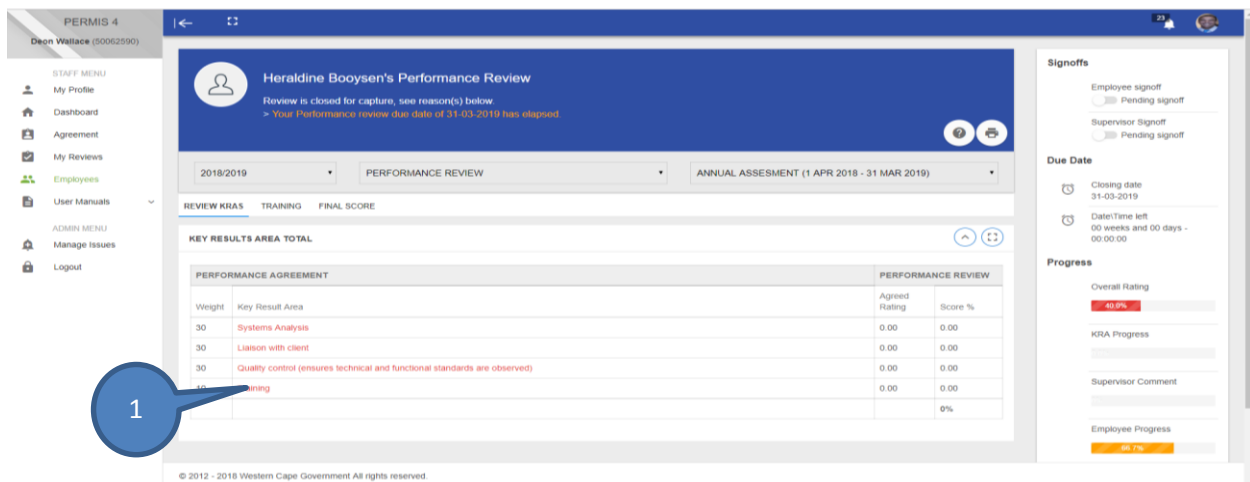 PERMIS 4
Deon Wallace (50062590)
STAFF MENU
My Profile
Dashboard
Agreement
My Reviews
Employees
User Manuals
ADMIN MENU
Manage Issues
Logout
23
Heraldine Booysen's Performance Review
Review is closed for capture, see reason(s) below
> Your Performance review due date of 31-03-2019 has elapsed.
2018/2019 PERFORMANCE REVIEW ANNUAL ASSESMENT (1 APR 2018 - 31 MAR 2019)
REVIEW KRAS TRAINING FINAL SCORE
KEY RESULTS AREA TOTAL
PERFORMANCE AGREEMENT PERFORMANCE REVIEW
Weight Key Result Area Agreed Rating Score %
30 Systems Analysis 0.00 0.00
30 Liaison with client 0.00 0.00
30 Quality control (ensures technical and functional standards are observed) 0.00 0.00
0.00 0.00
0%
1
Signoffs
Employee signoff
Pending signoff
Supervisor Signoff
Pending signoff
Due Date
Closing date
31-03-2019
Date\Time left
00 weeks and 00 days -
00:00:00
Progress
Overall Rating
40.0%
KRA Progress
Supervisor Comment
Employee Progress
© 2012 - 2018 Western Cape Government All rights reserved.